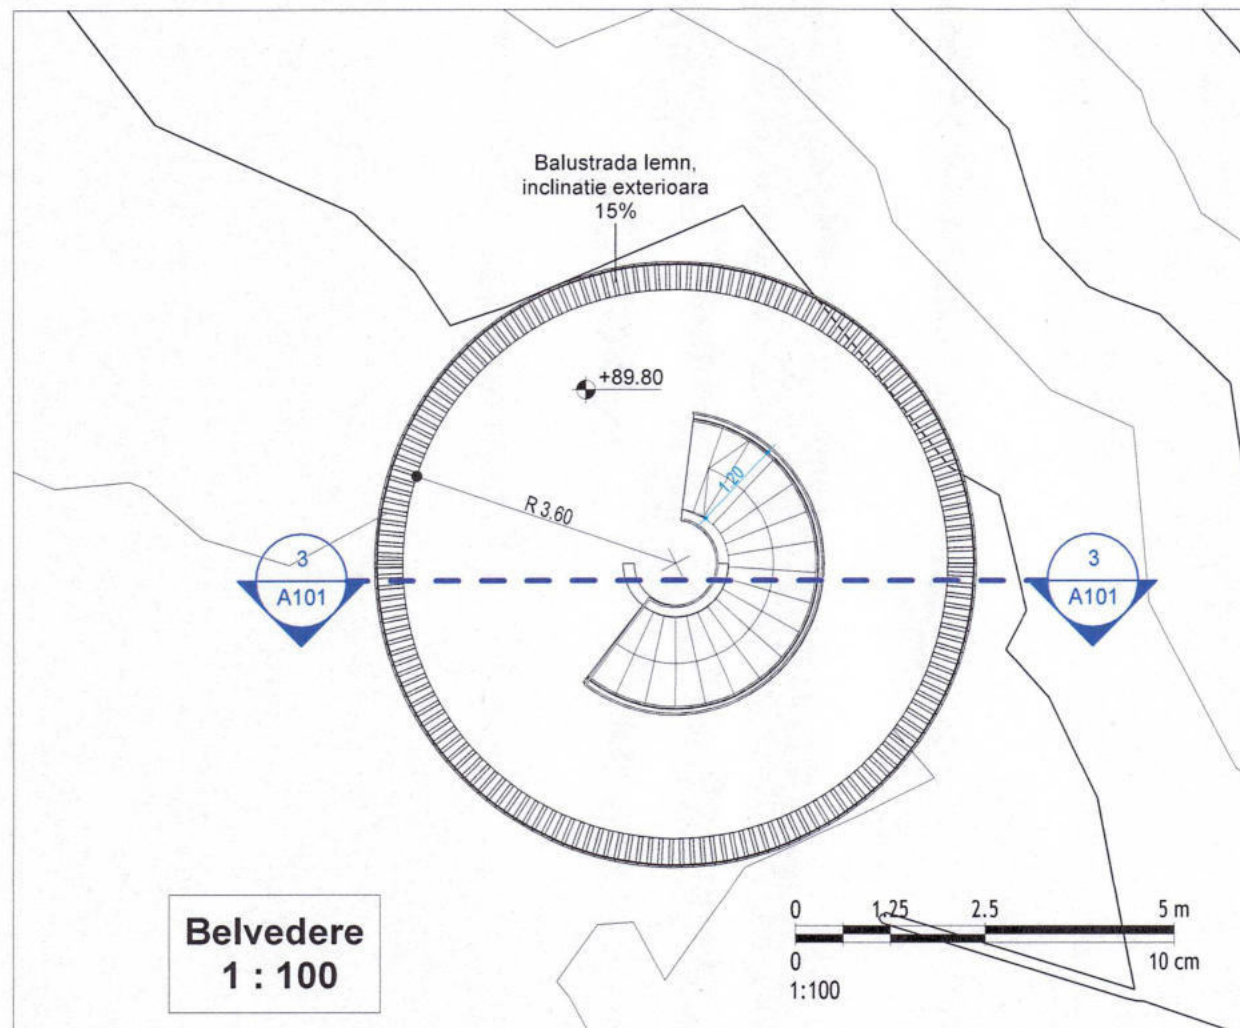 Balustrada lemn,
inclinatie exterioara
15%
+89.80
1.20
R 3.60
3
A101
3
A101
Belvedere
1 : 100
0 1.25 2.5 5 m
0 10 cm
1:100